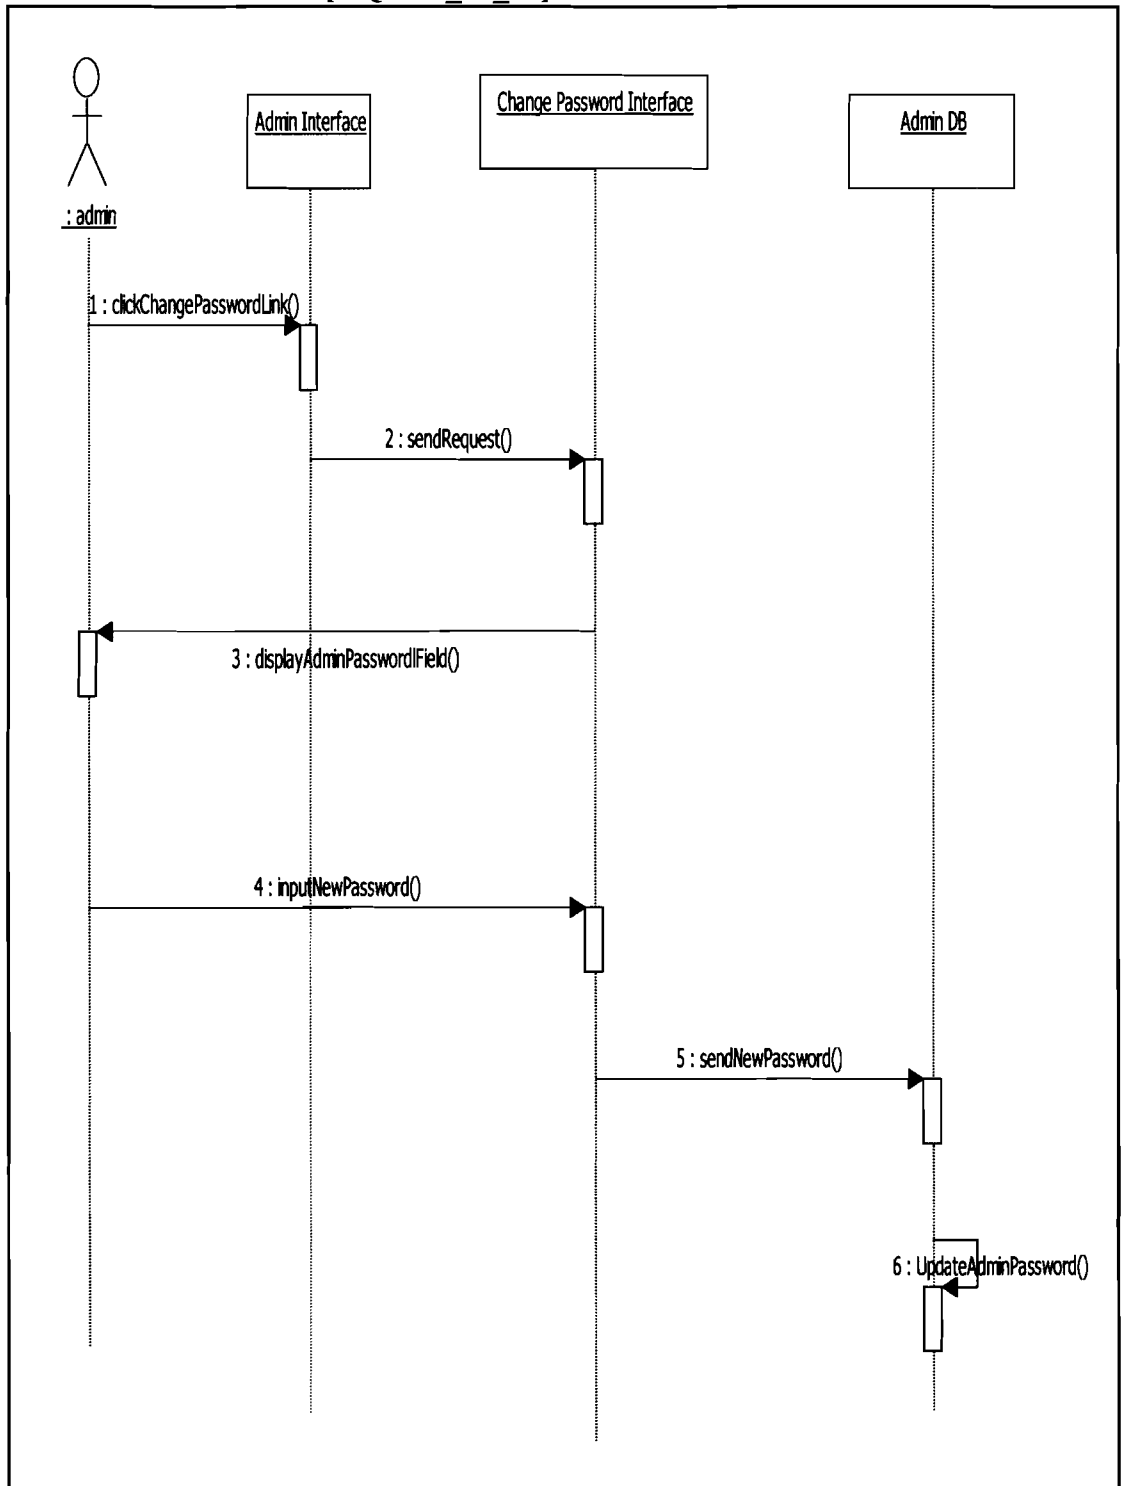 Admin Interface
Change Password Interface
Admin DB
: admin
1 : clickChangePasswordLink()
2 : sendRequest()
3 : displayAdminPasswordlField()
4 : inputNewPassword()
5 : sendNewPassword()
6 : UpdateAdminPassword()